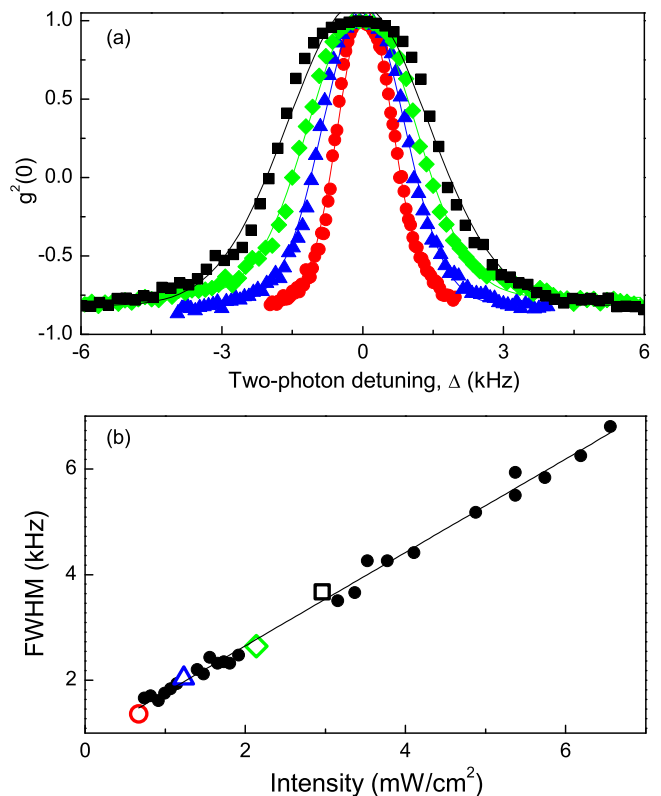 (a)
1.0
0.5
0.0
-0.5
-1.0
g²(0)
-6 -3 0 3 6
Two-photon detuning, Δ (kHz)
(b)
6
4
2
FWHM (kHz)
0 2 4 6
Intensity (mW/cm²)